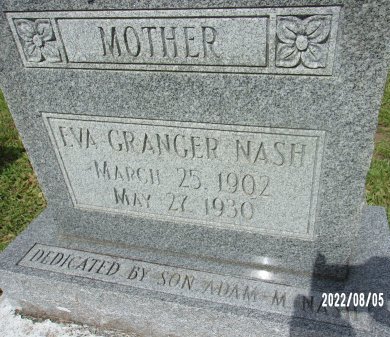 MOTHER
EVA GRANGER NASH
MARCH 25, 1902
MAY 27, 1930
DEDICATED BY SON ADAM M. NASH
2022/08/05